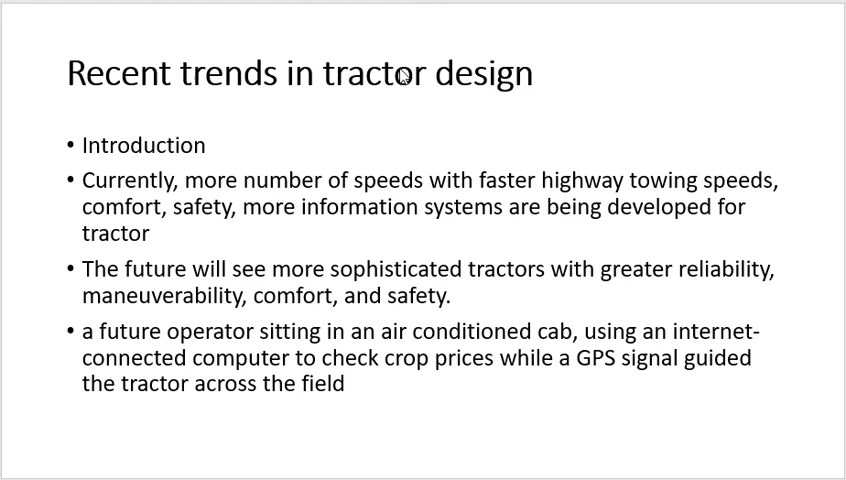 Recent trends in tractor design
• Introduction
• Currently, more number of speeds with faster highway towing speeds,
comfort, safety, more information systems are being developed for
tractor
• The future will see more sophisticated tractors with greater reliability,
maneuverability, comfort, and safety.
• a future operator sitting in an air conditioned cab, using an internet-
connected computer to check crop prices while a GPS signal guided
the tractor across the field